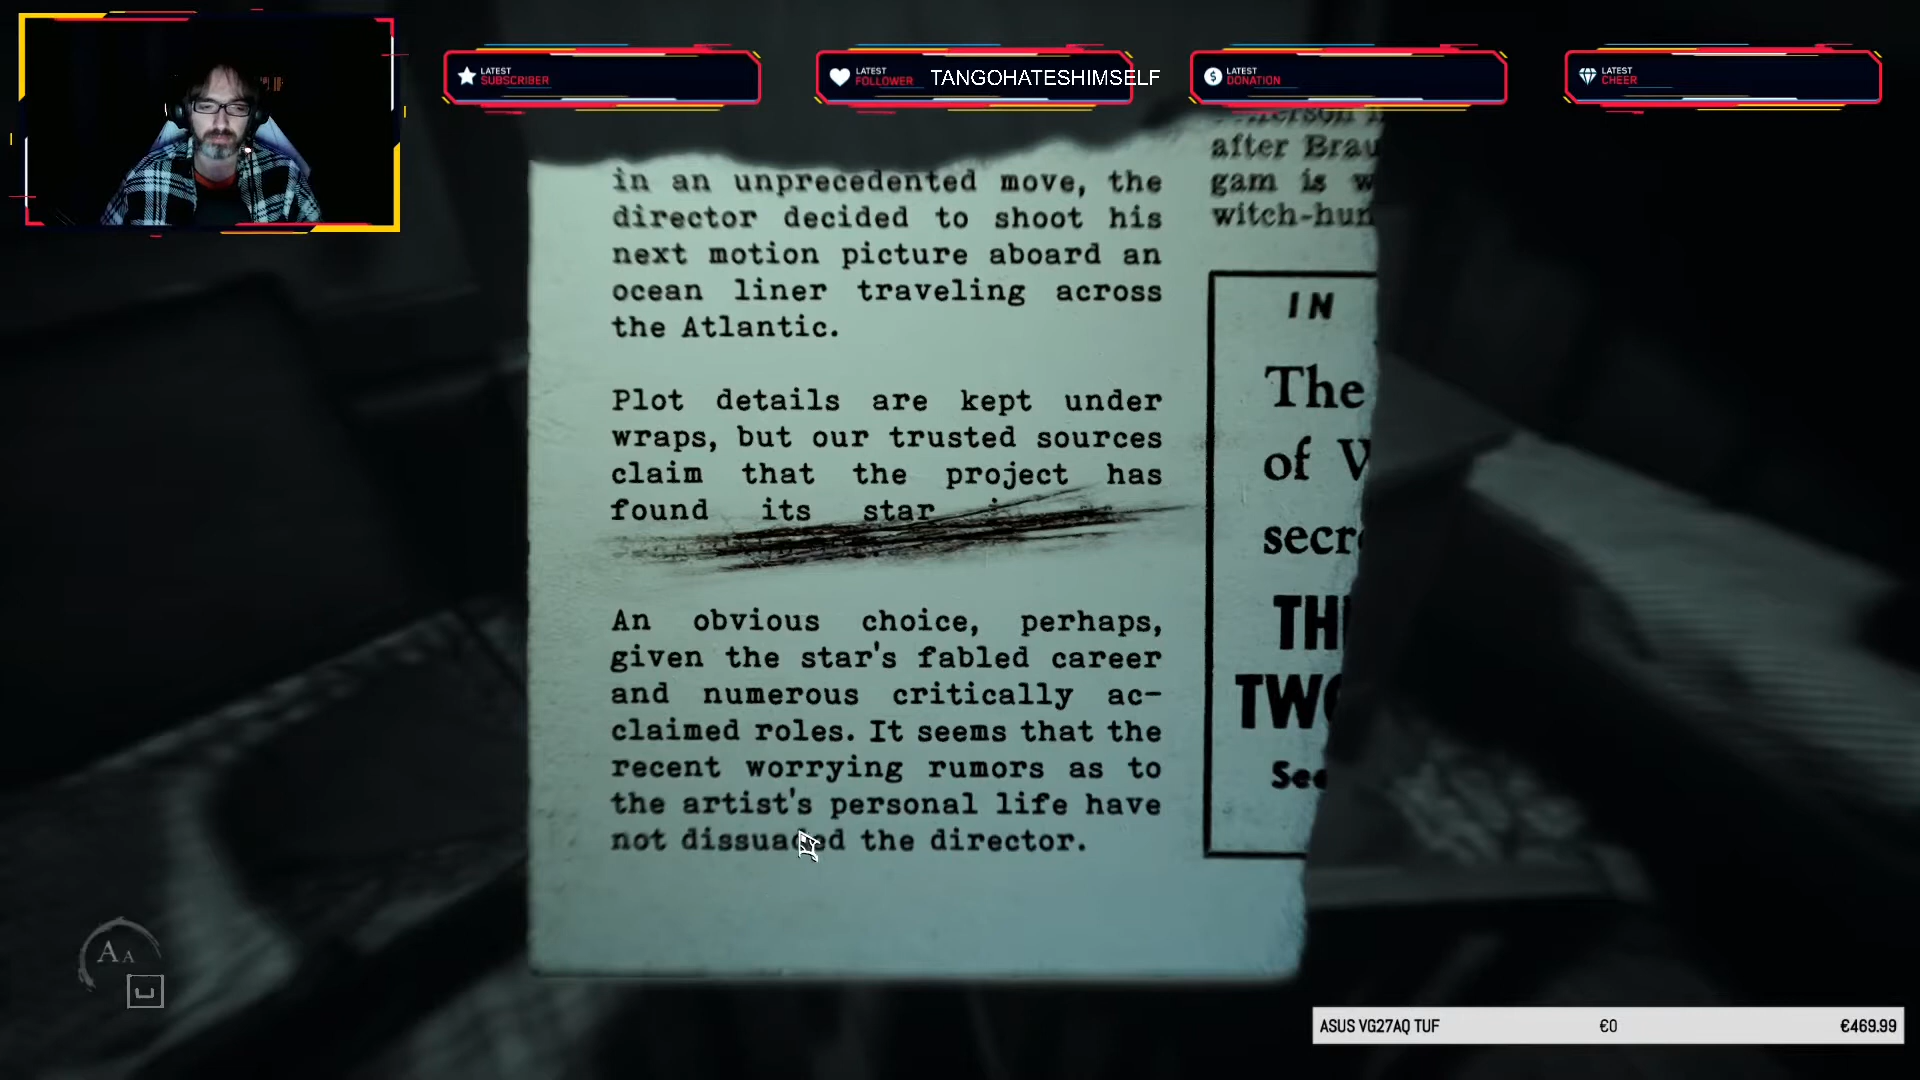 LATEST
SUBSCRIBER
LATEST
FOLLOWER
TANGOHATESHIMSELF
LATEST
DONATION
LATEST
CHEER
in an unprecedented move, the
director decided to shoot his
next motion picture aboard an
ocean liner traveling across
the Atlantic.
Plot details are kept under
wraps, but our trusted sources
claim that the project has
found its star
An obvious choice, perhaps,
given the star's fabled career
and numerous critically ac-
claimed roles. It seems that the
recent worrying rumors as to
the artist's personal life have
not dissuaded the director.
after Brau
gam is w
witch-hun
IN
The
of
secr
TH
TWO
See
AA
ASUS VG27AQ TUF €0 €469.99